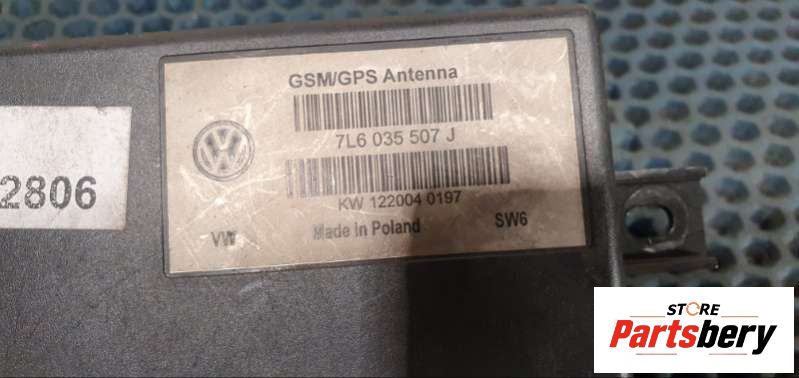 GSM/GPS Antenna
7L6 035 507 J
KW 122004 0197
VW Made in Poland SW6
2806
STORE
Partsbery